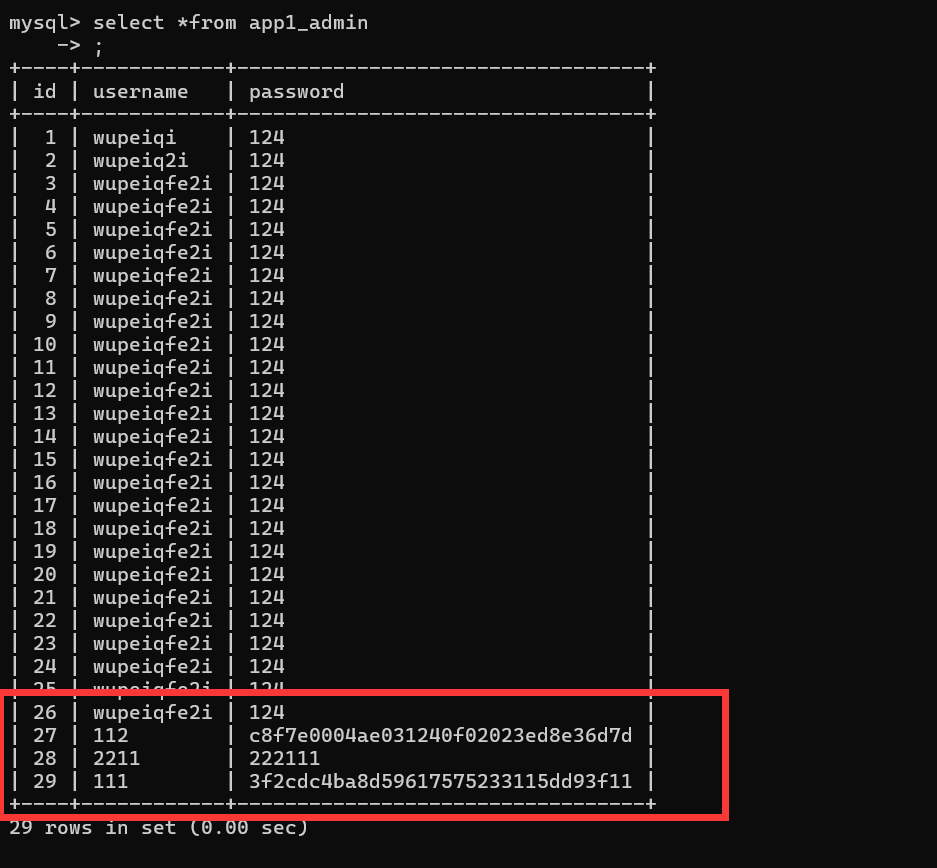 mysql> select *from app1_admin
    -> ;
+----+------------+----------------------------------+
| id | username   | password                         |
+----+------------+----------------------------------+
|  1 | wupeiqi    | 124                              |
|  2 | wupeiq2i   | 124                              |
|  3 | wupeiqfe2i | 124                              |
|  4 | wupeiqfe2i | 124                              |
|  5 | wupeiqfe2i | 124                              |
|  6 | wupeiqfe2i | 124                              |
|  7 | wupeiqfe2i | 124                              |
|  8 | wupeiqfe2i | 124                              |
|  9 | wupeiqfe2i | 124                              |
| 10 | wupeiqfe2i | 124                              |
| 11 | wupeiqfe2i | 124                              |
| 12 | wupeiqfe2i | 124                              |
| 13 | wupeiqfe2i | 124                              |
| 14 | wupeiqfe2i | 124                              |
| 15 | wupeiqfe2i | 124                              |
| 16 | wupeiqfe2i | 124                              |
| 17 | wupeiqfe2i | 124                              |
| 18 | wupeiqfe2i | 124                              |
| 19 | wupeiqfe2i | 124                              |
| 20 | wupeiqfe2i | 124                              |
| 21 | wupeiqfe2i | 124                              |
| 22 | wupeiqfe2i | 124                              |
| 23 | wupeiqfe2i | 124                              |
| 24 | wupeiqfe2i | 124                              |
| 25 | wupeiqfe2i | 124                              |
| 26 | wupeiqfe2i | 124                              |
| 27 | 112        | c8f7e0004ae031240f02023ed8e36d7d |
| 28 | 2211       | 222111                           |
| 29 | 111        | 3f2cdc4ba8d59617575233115dd93f11 |
+----+------------+----------------------------------+
29 rows in set (0.00 sec)